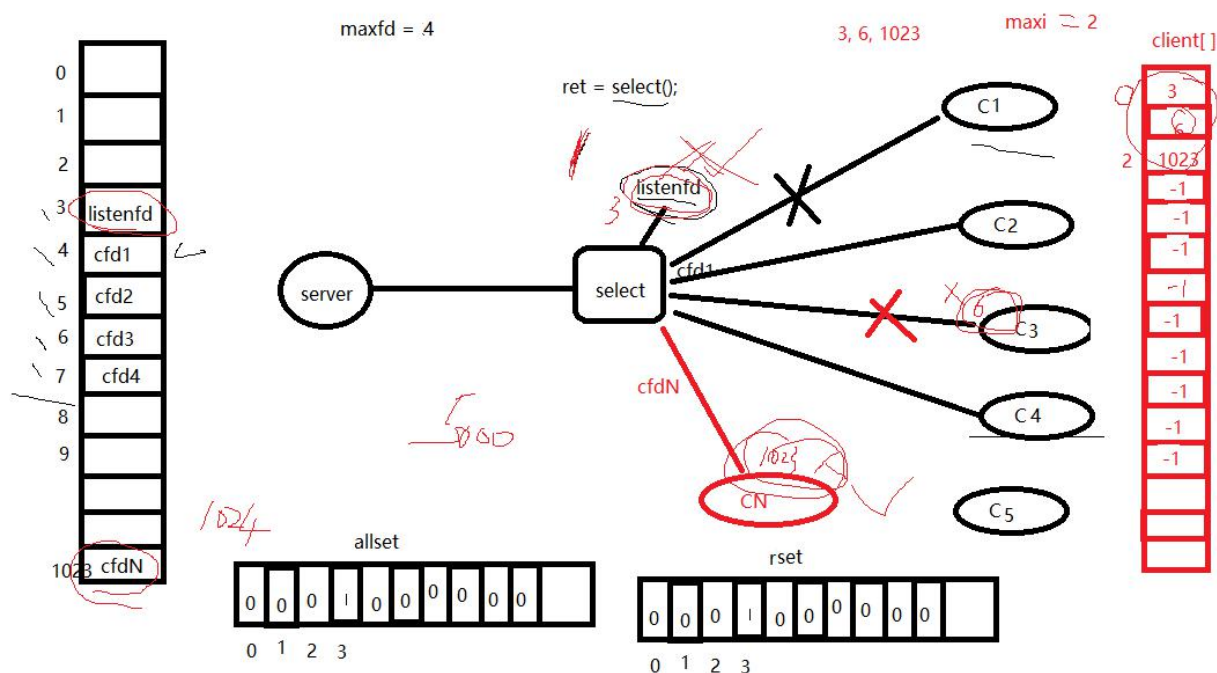 maxfd = 4
3, 6, 1023
maxi = 2
client[ ]
ret = select();
0
1
2
3
listenfd
4
cfd1
5
cfd2
6
cfd3
7
cfd4
8
9
1023
cfdN
1024
server
select
listenfd
3
cfd1
cfdN
5000
1023
CN
C1
C2
6
C3
C4
C5
0
3
6
2
1023
-1
-1
-1
-1
-1
-1
-1
-1
-1
allset
0 0 0 1 0 0 0 0 0
0 1 2 3
rset
0 0 0 1 0 0 0 0 0
0 1 2 3